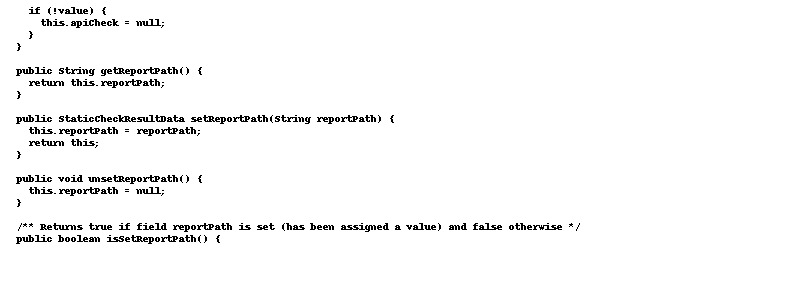 if (!value) {
this.apiCheck = null;
}
}
public String getReportPath() {
return this.reportPath;
}
public StaticCheckResultData setReportPath(String reportPath) {
this.reportPath = reportPath;
return this;
}
public void unsetReportPath() {
this.reportPath = null;
}
/** Returns true if field reportPath is set (has been assigned a value) and false otherwise */
public boolean isSetReportPath() {